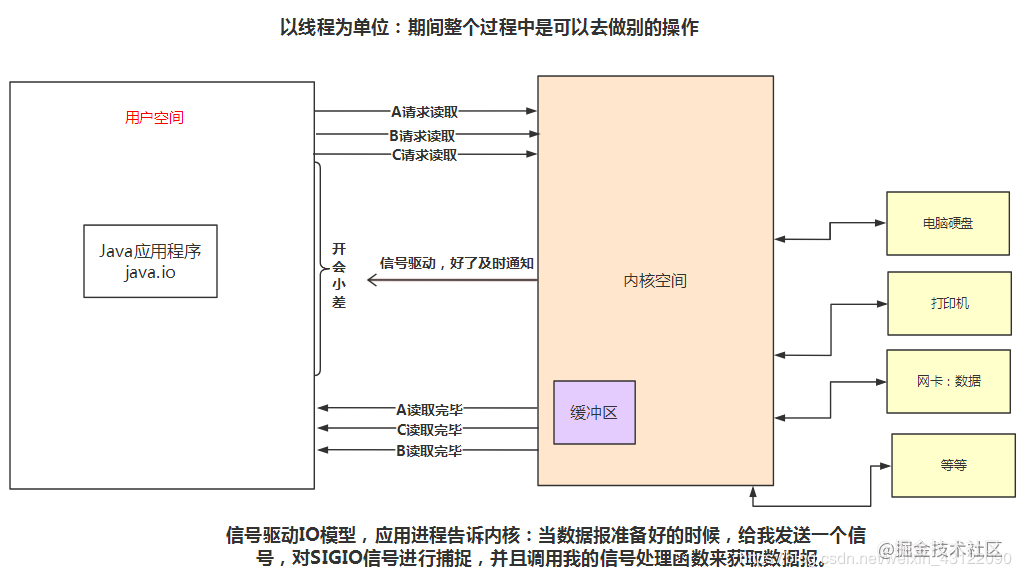 以线程为单位：期间整个过程中是可以去做别的操作
用户空间
A请求读取
B请求读取
C请求读取
Java应用程序
java.io
开
会
小
差
信号驱动，好了及时通知
内核空间
缓冲区
电脑硬盘
打印机
网卡：数据
等等
A读取完毕
C读取完毕
B读取完毕
信号驱动IO模型，应用进程告诉内核：当数据报准备好的时候，给我发送一个信
号，对SIGIO信号进行捕捉，并且调用我的信号处理函数来获取数据报。
@掘金技术社区
csdn.net/weixin_43122090